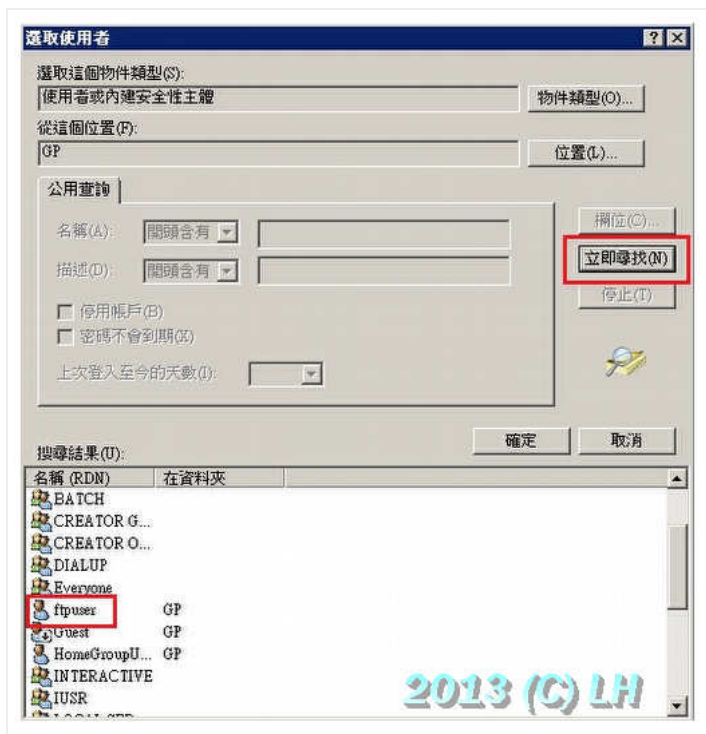 選取使用者
選取這個物件類型(S):
使用者或內建安全性主體
物件類型(O)...
從這個位置(F):
GP
位置(L)...
公用查詢
名稱(A):
開頭含有
欄位(C)...
描述(D):
開頭含有
立即尋找(N)
停用帳戶(B)
停止(T)
密碼不會到期(X)
上次登入至今的天數(I):
確定
取消
搜尋結果(U):
名稱 (RDN) 在資料夾
BATCH
CREATOR G...
CREATOR O...
DIALUP
Everyone
ftpuser GP
Guest GP
HomeGroupU... GP
INTERACTIVE
IUSR
2013 (C) LH